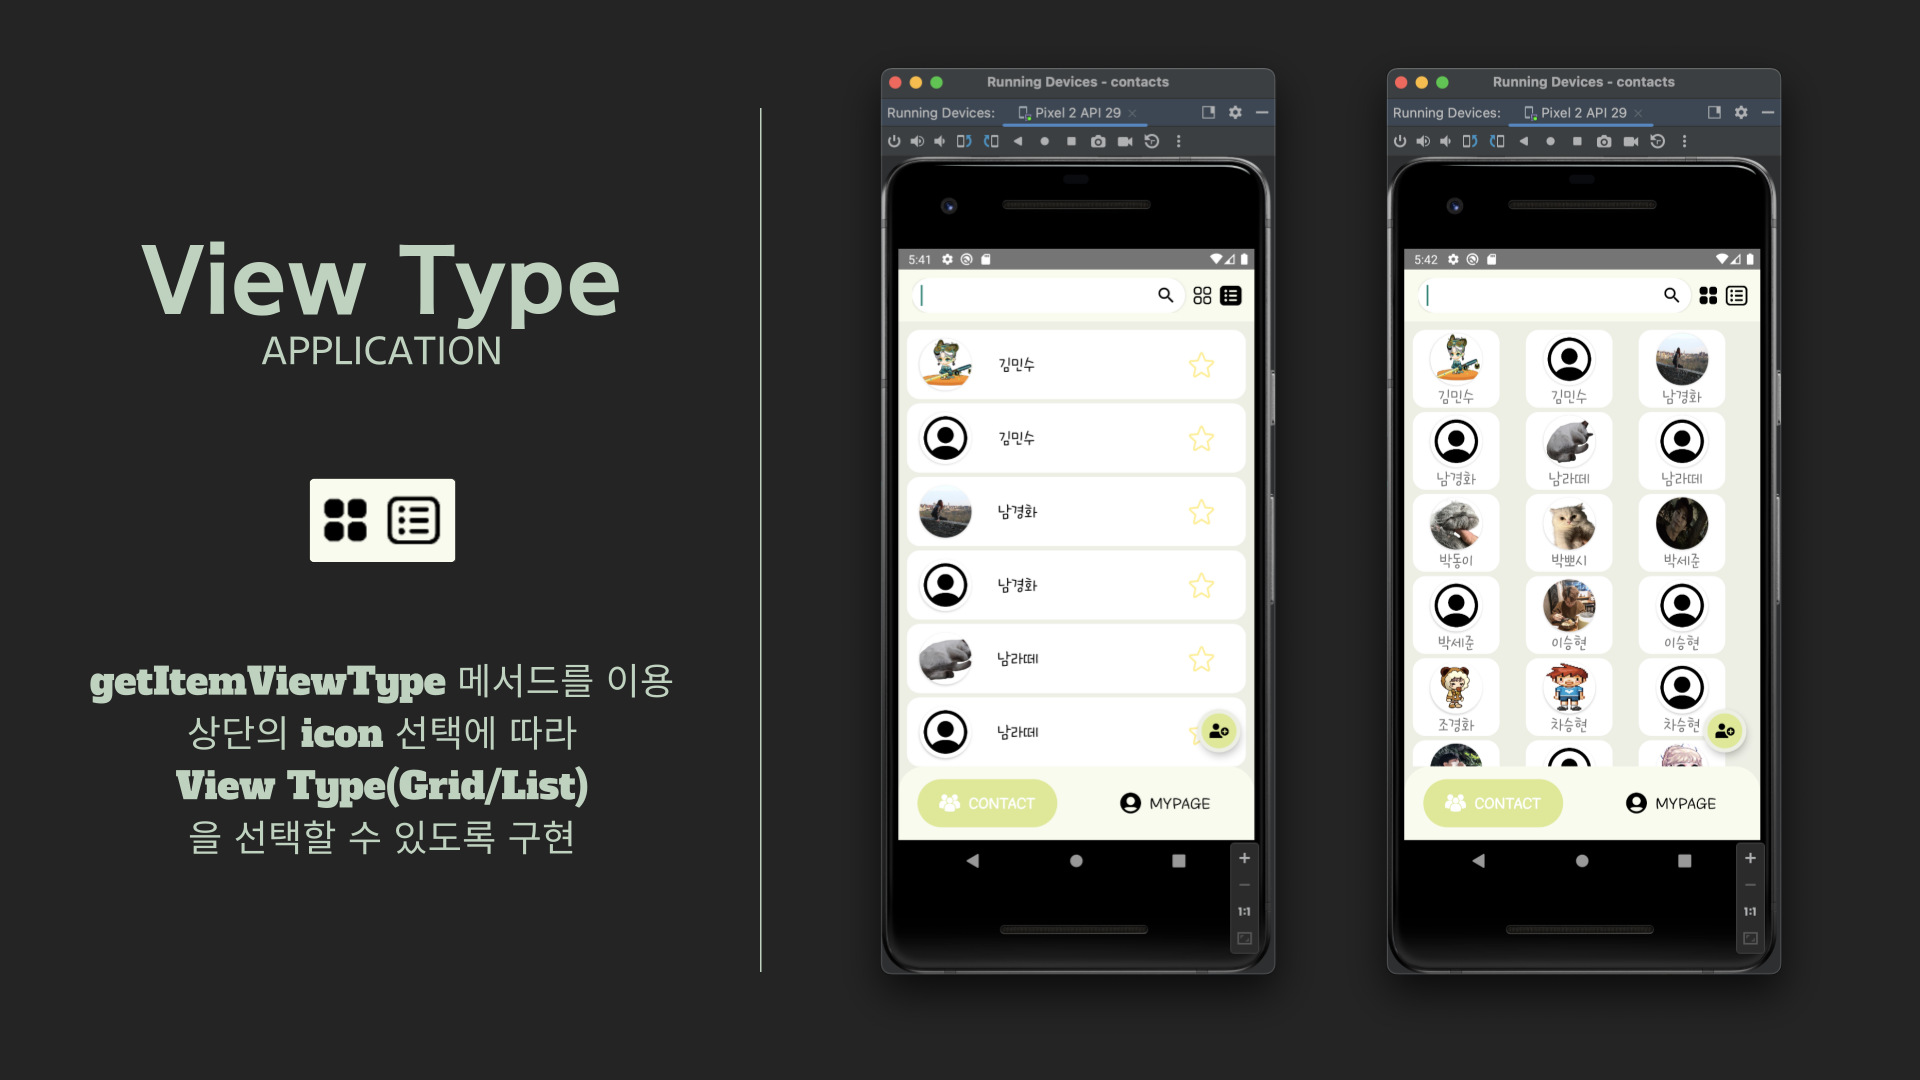 View Type
APPLICATION
getItemViewType 메서드를 이용
상단의 icon 선택에 따라
View Type(Grid/List)
을 선택할 수 있도록 구현
Running Devices - contacts
Running Devices: Pixel 2 API 29
5:41
김민수
김민수
남경화
남경화
남라떼
남라떼
CONTACT MYPAGE
1:1
Running Devices - contacts
Running Devices: Pixel 2 API 29
5:42
김민수 김민수 남경화
남경화 남라떼 남라떼
박동이 박뽀시 박세준
박세준 이승현 이승현
조경화 차승현 차승현
CONTACT MYPAGE
1:1